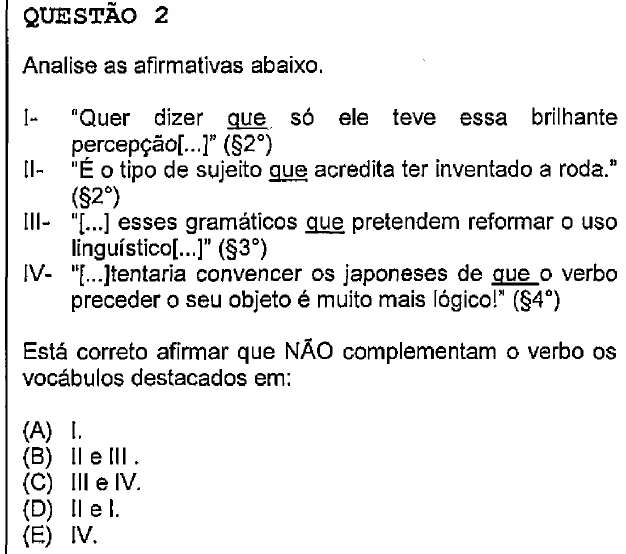 QUESTÃO 2
Analise as afirmativas abaixo.
I- "Quer dizer que só ele teve essa brilhante
percepção[...]" (§2°)
II- "É o tipo de sujeito que acredita ter inventado a roda."
(§2°)
III- "[...] esses gramáticos que pretendem reformar o uso
linguístico[...]" (§3°)
IV- "[...]tentaria convencer os japoneses de que o verbo
preceder o seu objeto é muito mais lógico!" (§4°)
Está correto afirmar que NÃO complementam o verbo os
vocábulos destacados em:
(A) I.
(B) II e III .
(C) III e IV.
(D) II e I.
(E) IV.